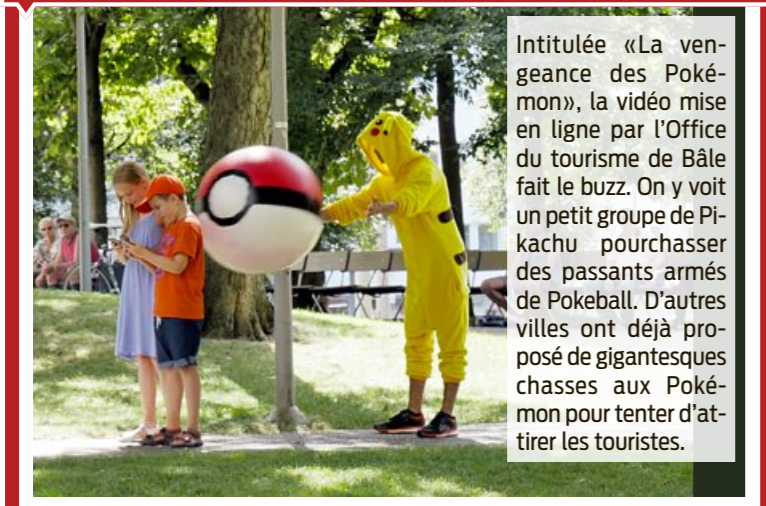 Intitulée «La ven-
geance des Poké-
mon», la vidéo mise
en ligne par l'Office
du tourisme de Bâle
fait le buzz. On y voit
un petit groupe de Pi-
kachu pourchasser
des passants armés
de Pokeball. D'autres
villes ont déjà pro-
posé de gigantesques
chasses aux Poké-
mon pour tenter d'at-
tirer les touristes.